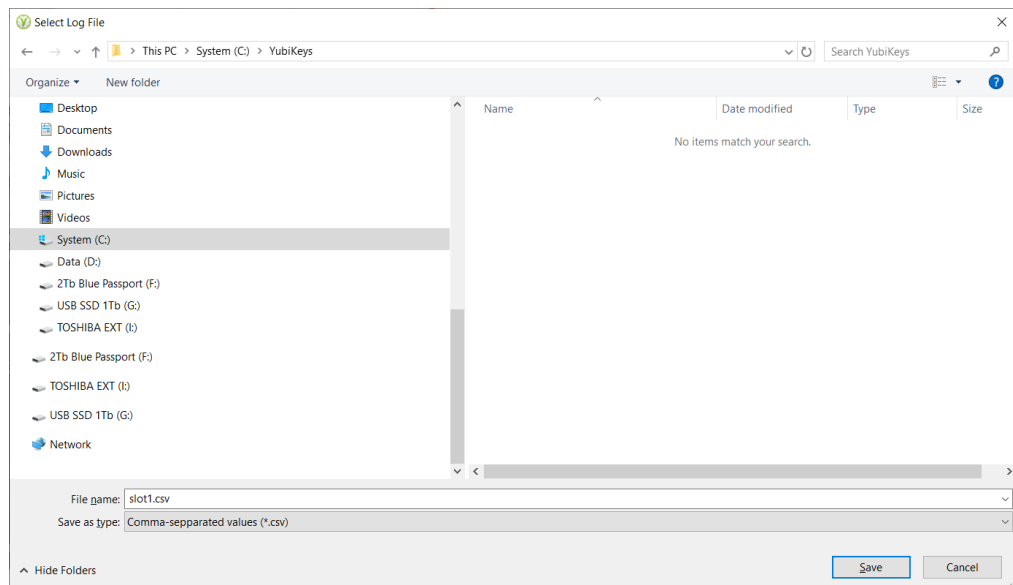 Select Log File
This PC > System (C:) > YubiKeys
Search YubiKeys
Organize
New folder
?
Desktop
Documents
Downloads
Music
Pictures
Videos
System (C:)
Data (D:)
2Tb Blue Passport (F:)
USB SSD 1Tb (G:)
TOSHIBA EXT (I:)
2Tb Blue Passport (F:)
TOSHIBA EXT (I:)
USB SSD 1Tb (G:)
Network
Name Date modified Type Size
No items match your search.
File name: slot1.csv
Save as type: Comma-sepparated values (*.csv)
Hide Folders
Save Cancel